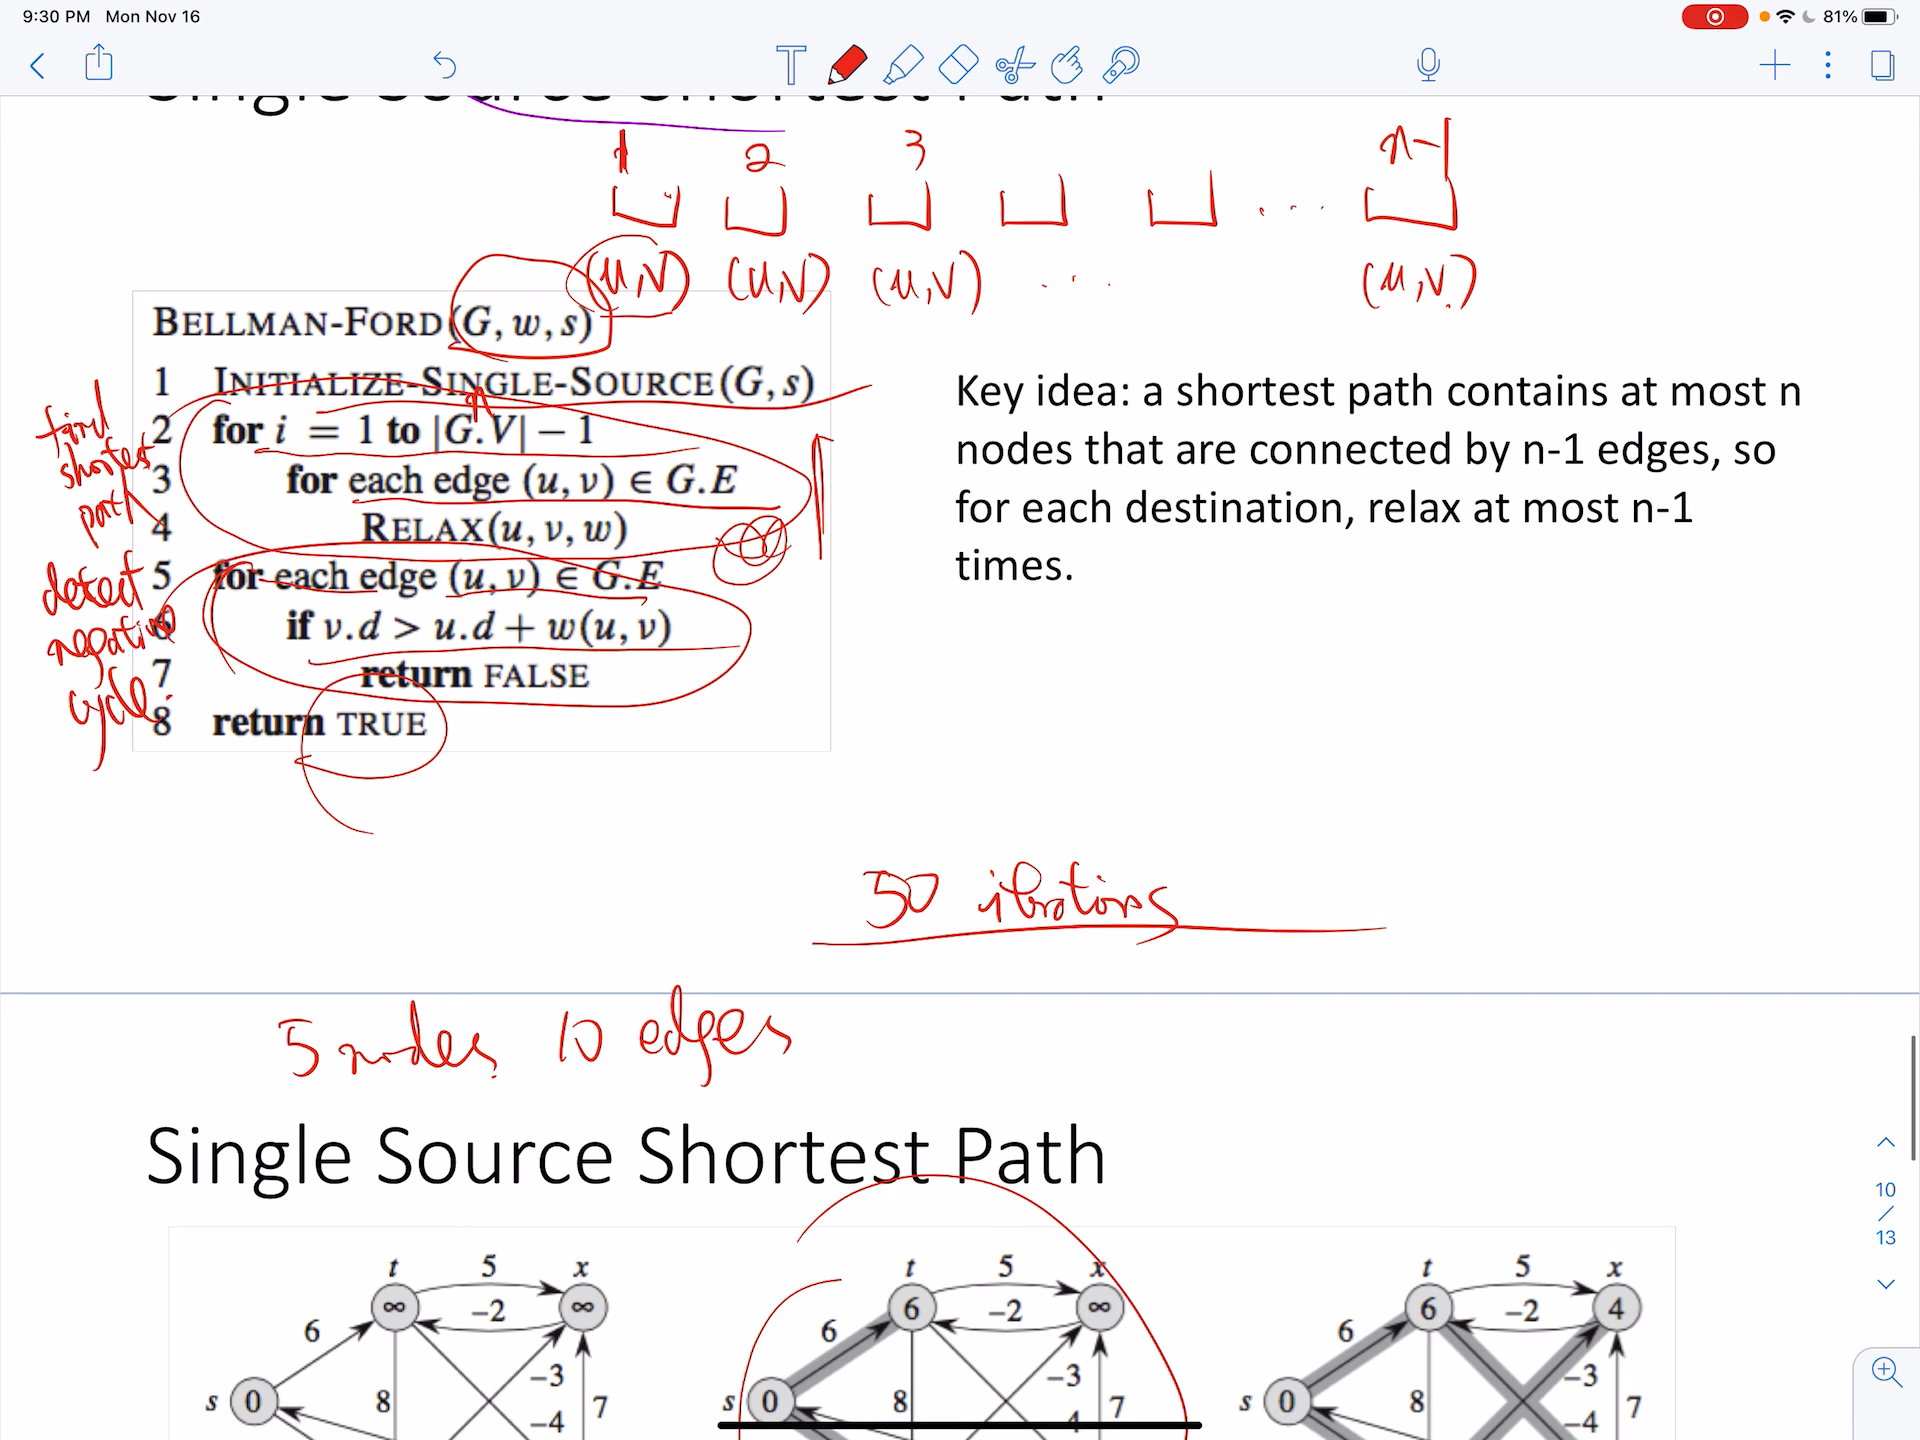 9:30 PM Mon Nov 16
81%
Single Source Shortest Path
1 2 3 n-1
(u,v) (u,v) (u,v) ... (u,v)
BELLMAN-FORD(G, w, s)
1 INITIALIZE-SINGLE-SOURCE(G, s)
n
2 for i = 1 to |G.V| − 1
3 for each edge (u, v) ∈ G.E
4 RELAX(u, v, w)
5 for each edge (u, v) ∈ G.E
6 if v.d > u.d + w(u, v)
7 return FALSE
8 return TRUE
find
shortest
path
detect
negative
cycle.
Key idea: a shortest path contains at most n
nodes that are connected by n-1 edges, so
for each destination, relax at most n-1
times.
50 iterations
5 nodes. 10 edges
Single Source Shortest Path
t 5 x t 5 x t 5 x
∞ −2 ∞ 6 −2 ∞ 6 −2 4
6 6 6
−3 −3 −3
s 0 8 7 s 0 8 7 s 0 8 7
−4 −4
10
/
13